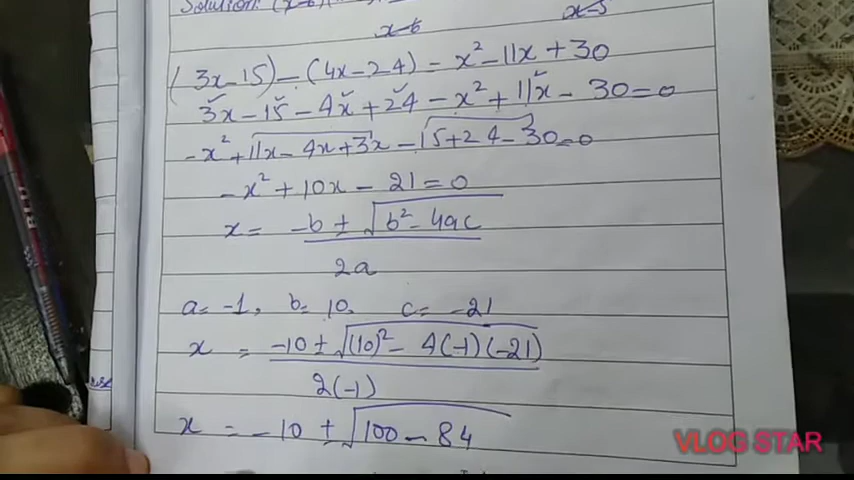 Solution:
x-6 x-5
(3x-15)-(4x-24) = x²-11x+30
3x-15-4x+24-x²+11x-30=0
-x²+11x-4x+3x-15+24-30=0
-x²+10x-21=0
x= -b ± √b²-4ac
2a
a=-1, b=10, c=-21
x = -10 ± √(10)²-4(-1)(-21)
2(-1)
x = -10 ± √100-84
VLOG STAR